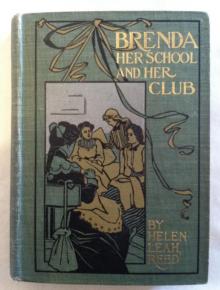 BRENDA
HER SCHOOL
AND HER
CLUB
BY
HELEN
LEAH
REED